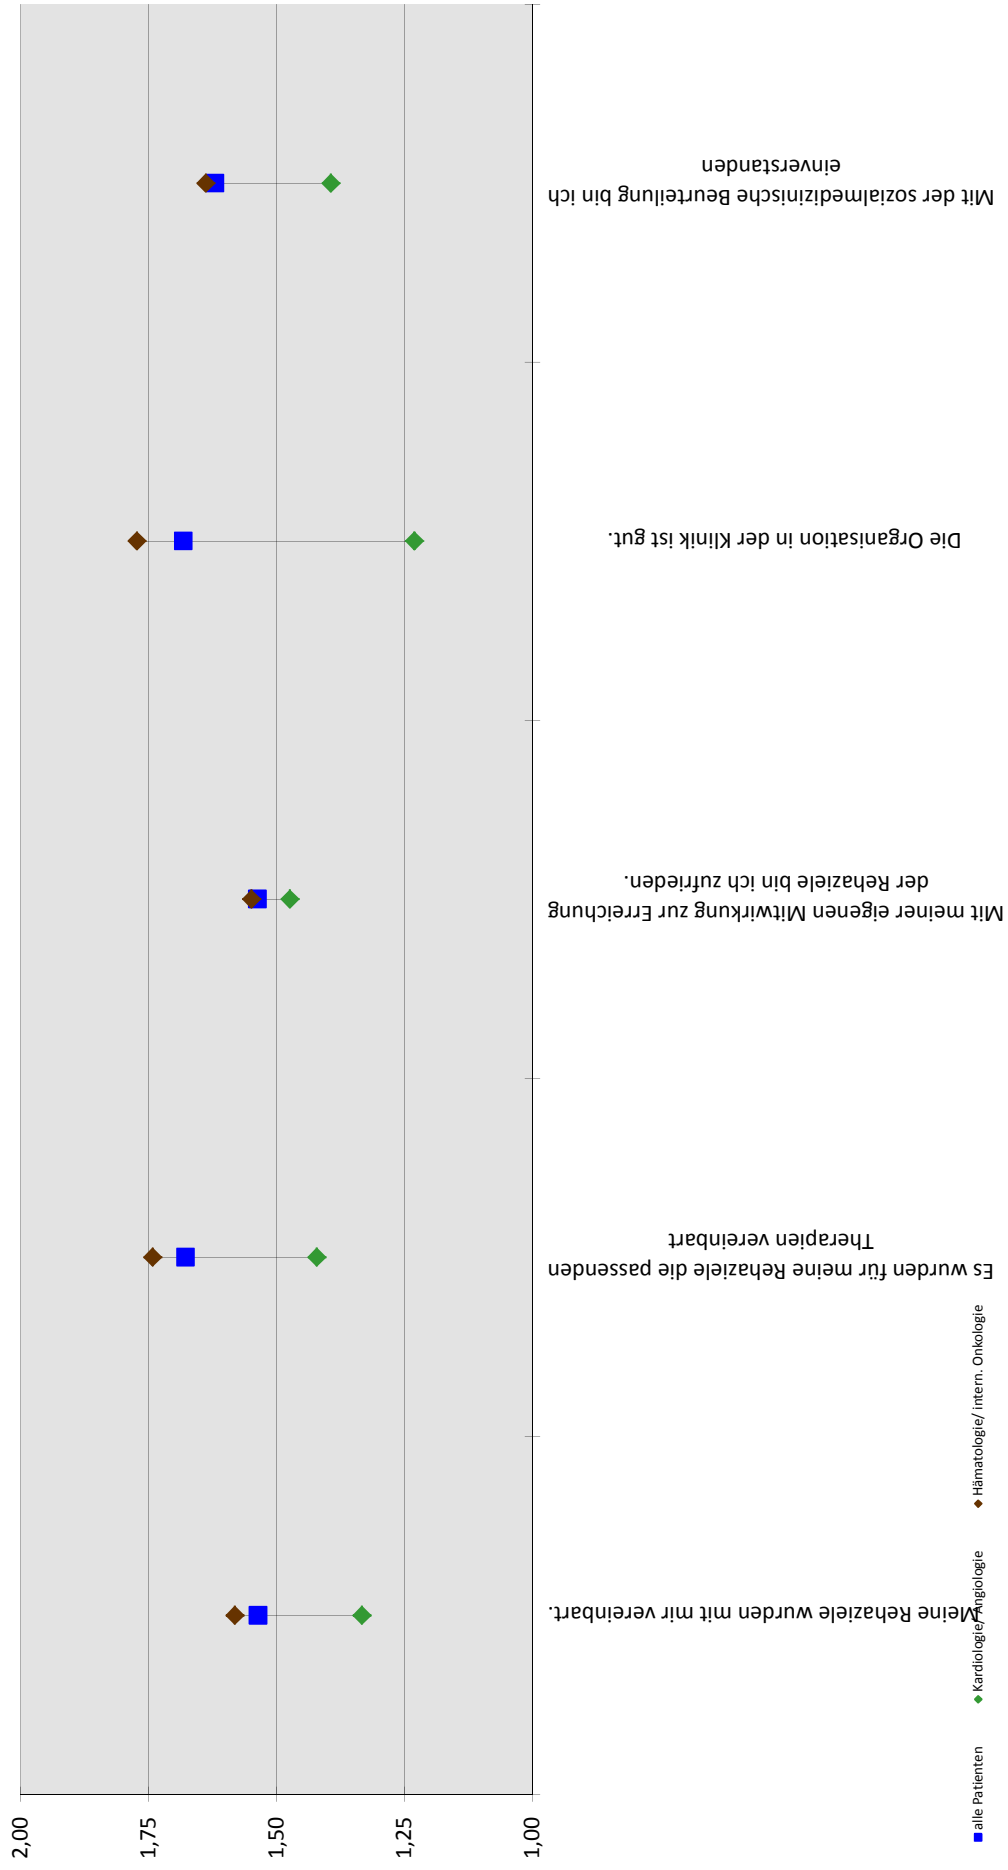 2,00
1,75
1,50
1,25
1,00
Meine Rehaziele wurden mit mir vereinbart.
Es wurden für meine Rehaziele die passenden
Therapien vereinbart
Mit meiner eigenen Mitwirkung zur Erreichung
der Rehaziele bin ich zufrieden.
Die Organisation in der Klinik ist gut.
Mit der sozialmedizinische Beurteilung bin ich
einverstanden
alle Patienten
Kardiologie/ Angiologie
Hämatologie/ intern. Onkologie